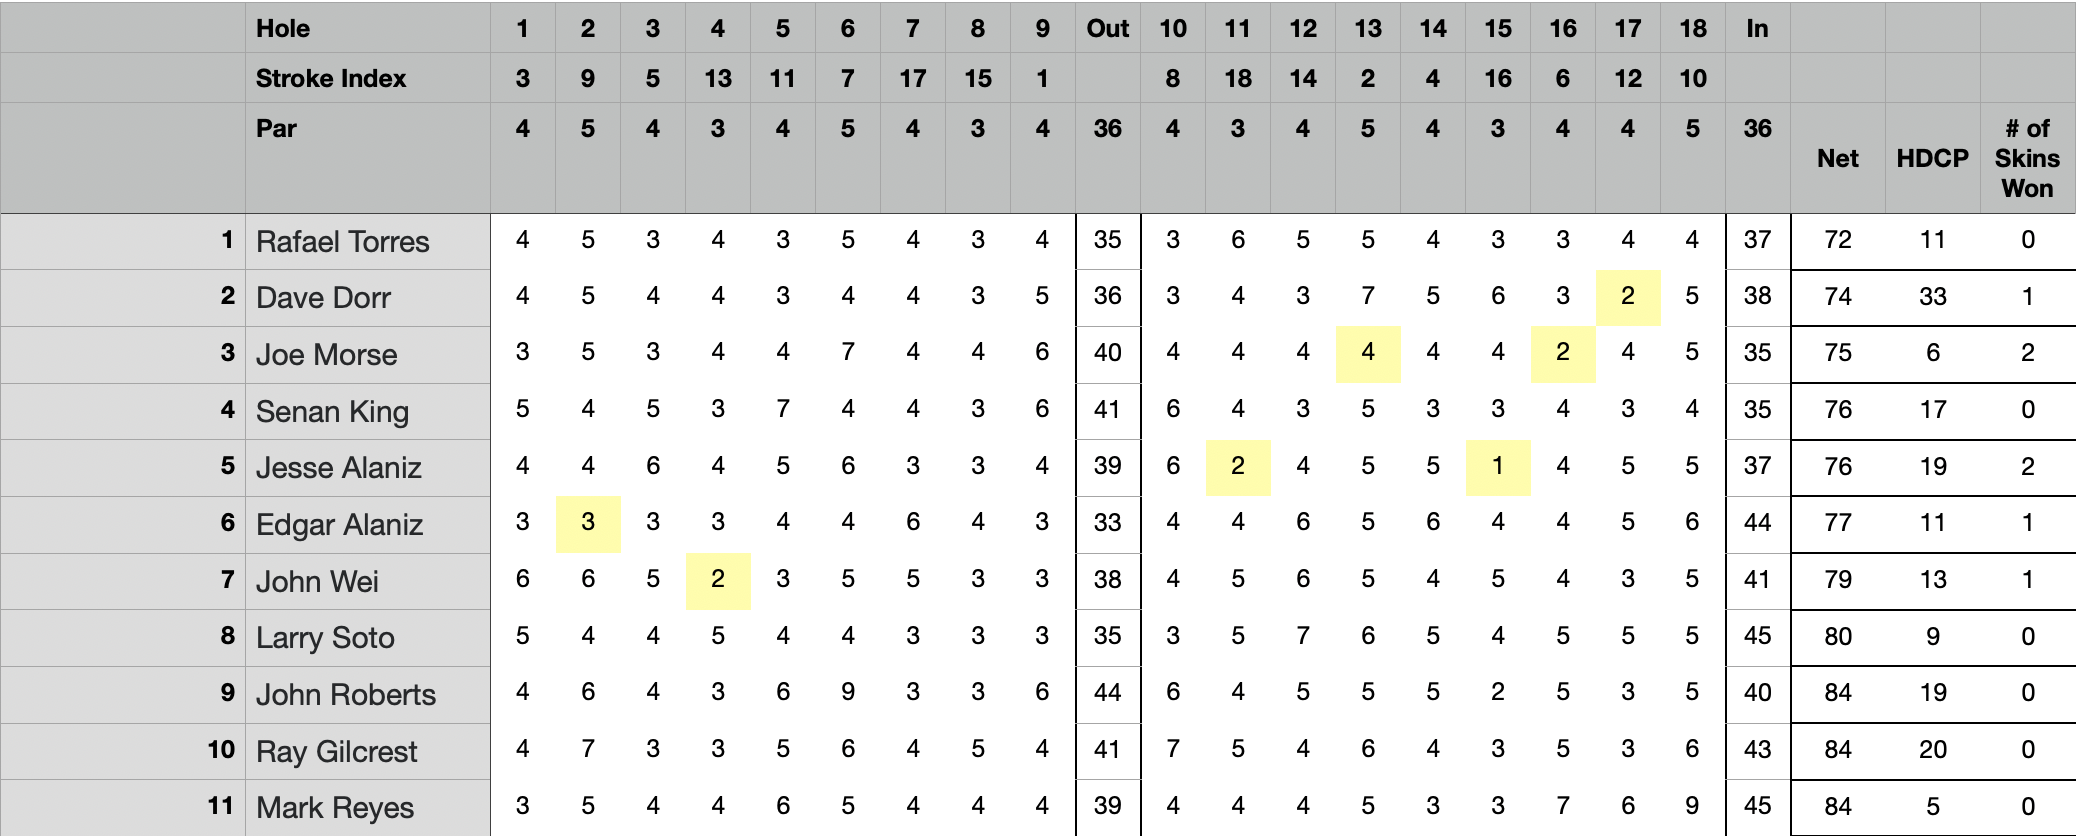 Hole 1 2 3 4 5 6 7 8 9 Out 10 11 12 13 14 15 16 17 18 In
Stroke Index 3 9 5 13 11 7 17 15 1 8 18 14 2 4 16 6 12 10
Par 4 5 4 3 4 5 4 3 4 36 4 3 4 5 4 3 4 4 5 36 Net HDCP # of Skins Won
1 Rafael Torres 4 5 3 4 3 5 4 3 4 35 3 6 5 5 4 3 3 4 4 37 72 11 0
2 Dave Dorr 4 5 4 4 3 4 4 3 5 36 3 4 3 7 5 6 3 2 5 38 74 33 1
3 Joe Morse 3 5 3 4 4 7 4 4 6 40 4 4 4 4 4 4 2 4 5 35 75 6 2
4 Senan King 5 4 5 3 7 4 4 3 6 41 6 4 3 5 3 3 4 3 4 35 76 17 0
5 Jesse Alaniz 4 4 6 4 5 6 3 3 4 39 6 2 4 5 5 1 4 5 5 37 76 19 2
6 Edgar Alaniz 3 3 3 3 4 4 6 4 3 33 4 4 6 5 6 4 4 5 6 44 77 11 1
7 John Wei 6 6 5 2 3 5 5 3 3 38 4 5 6 5 4 5 4 3 5 41 79 13 1
8 Larry Soto 5 4 4 5 4 4 3 3 3 35 3 5 7 6 5 4 5 5 5 45 80 9 0
9 John Roberts 4 6 4 3 6 9 3 3 6 44 6 4 5 5 5 2 5 3 5 40 84 19 0
10 Ray Gilcrest 4 7 3 3 5 6 4 5 4 41 7 5 4 6 4 3 5 3 6 43 84 20 0
11 Mark Reyes 3 5 4 4 6 5 4 4 4 39 4 4 4 5 3 3 7 6 9 45 84 5 0